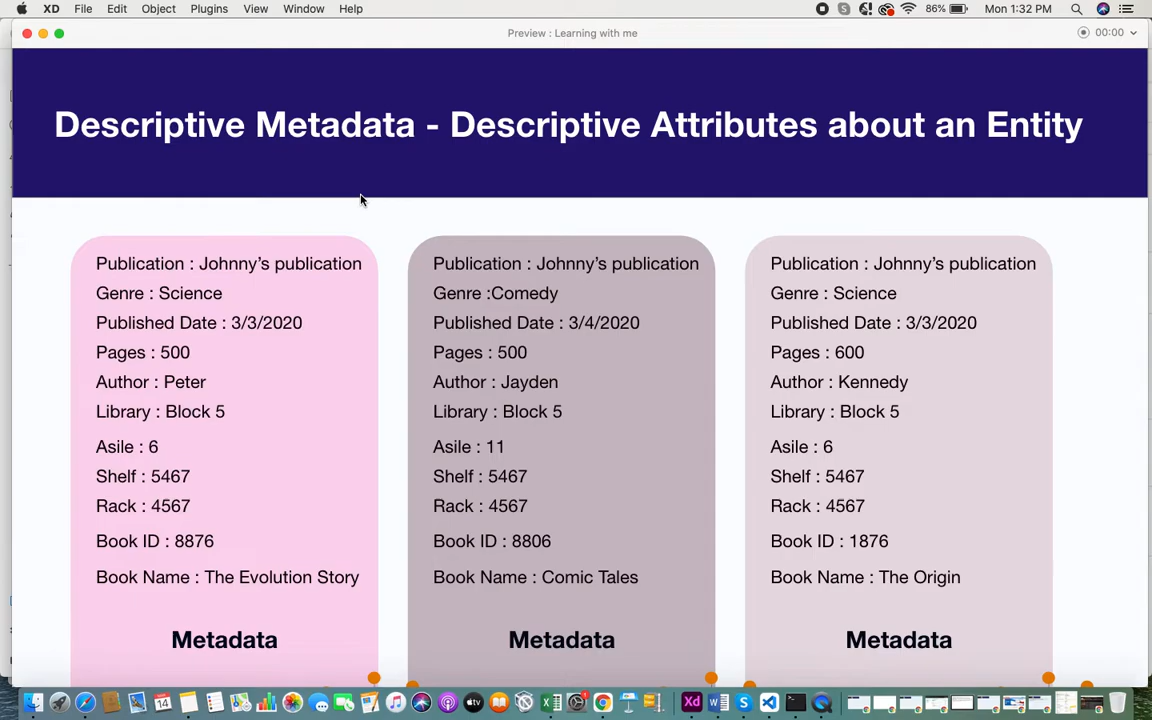 XD File Edit Object Plugins View Window Help 86% Mon 1:32 PM
Preview : Learning with me 00:00
Descriptive Metadata - Descriptive Attributes about an Entity
Publication : Johnny's publication
Genre : Science
Published Date : 3/3/2020
Pages : 500
Author : Peter
Library : Block 5
Asile : 6
Shelf : 5467
Rack : 4567
Book ID : 8876
Book Name : The Evolution Story
Metadata
Publication : Johnny's publication
Genre :Comedy
Published Date : 3/4/2020
Pages : 500
Author : Jayden
Library : Block 5
Asile : 11
Shelf : 5467
Rack : 4567
Book ID : 8806
Book Name : Comic Tales
Metadata
Publication : Johnny's publication
Genre : Science
Published Date : 3/3/2020
Pages : 600
Author : Kennedy
Library : Block 5
Asile : 6
Shelf : 5467
Rack : 4567
Book ID : 1876
Book Name : The Origin
Metadata
14
tv
Xd